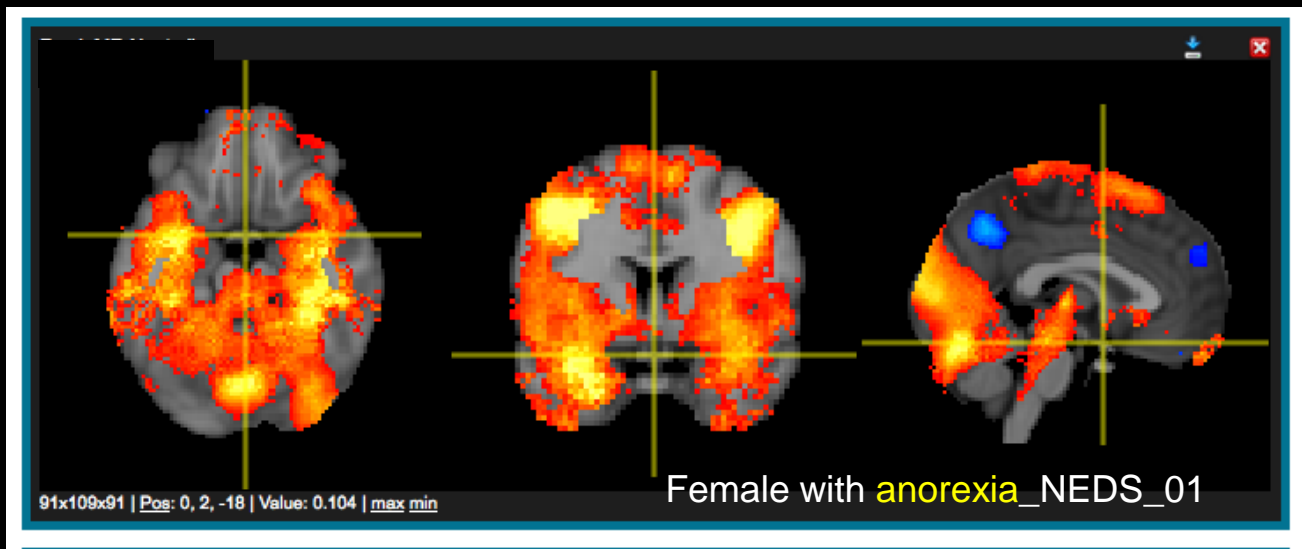 Female with anorexia_NEDS_01
91x109x91 | Pos: 0, 2, -18 | Value: 0.104 | max min